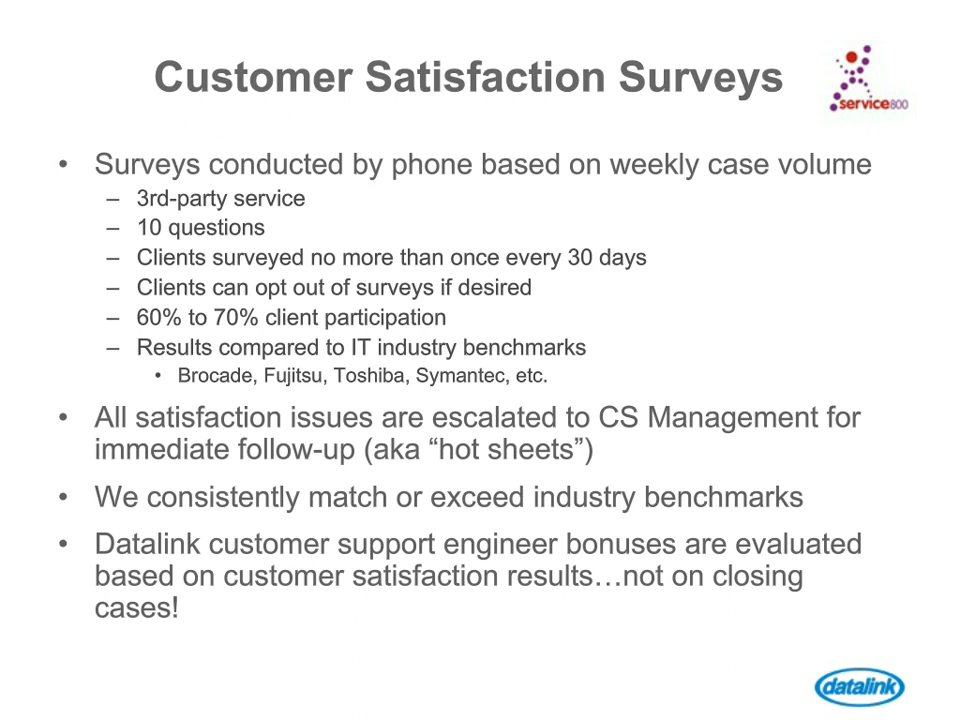 Customer Satisfaction Surveys
service800
• Surveys conducted by phone based on weekly case volume
– 3rd-party service
– 10 questions
– Clients surveyed no more than once every 30 days
– Clients can opt out of surveys if desired
– 60% to 70% client participation
– Results compared to IT industry benchmarks
• Brocade, Fujitsu, Toshiba, Symantec, etc.
• All satisfaction issues are escalated to CS Management for
immediate follow-up (aka “hot sheets”)
• We consistently match or exceed industry benchmarks
• Datalink customer support engineer bonuses are evaluated
based on customer satisfaction results…not on closing
cases!
datalink